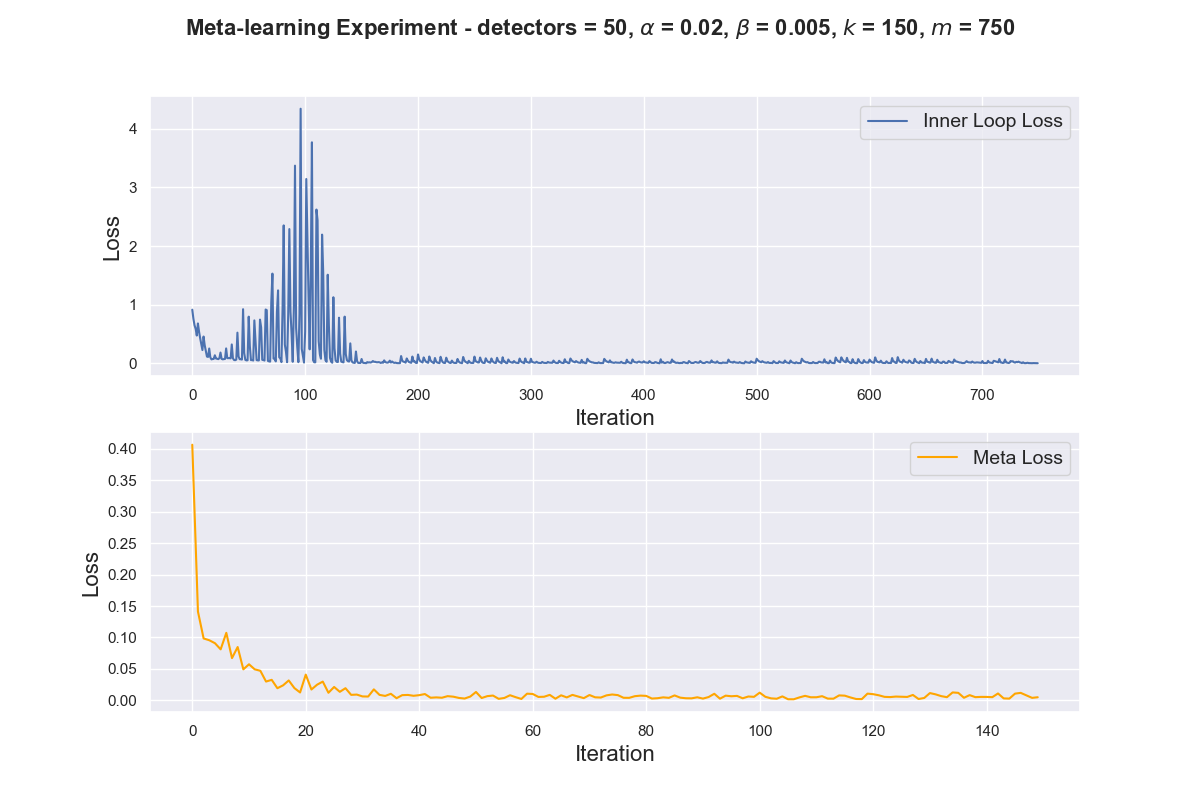 Meta-learning Experiment - detectors = 50, α = 0.02, β = 0.005, k = 150, m = 750
Inner Loop Loss
4
3
2
1
0
Loss
0 100 200 300 400 500 600 700
Iteration
Meta Loss
0.40
0.35
0.30
0.25
0.20
0.15
0.10
0.05
0.00
Loss
0 20 40 60 80 100 120 140
Iteration